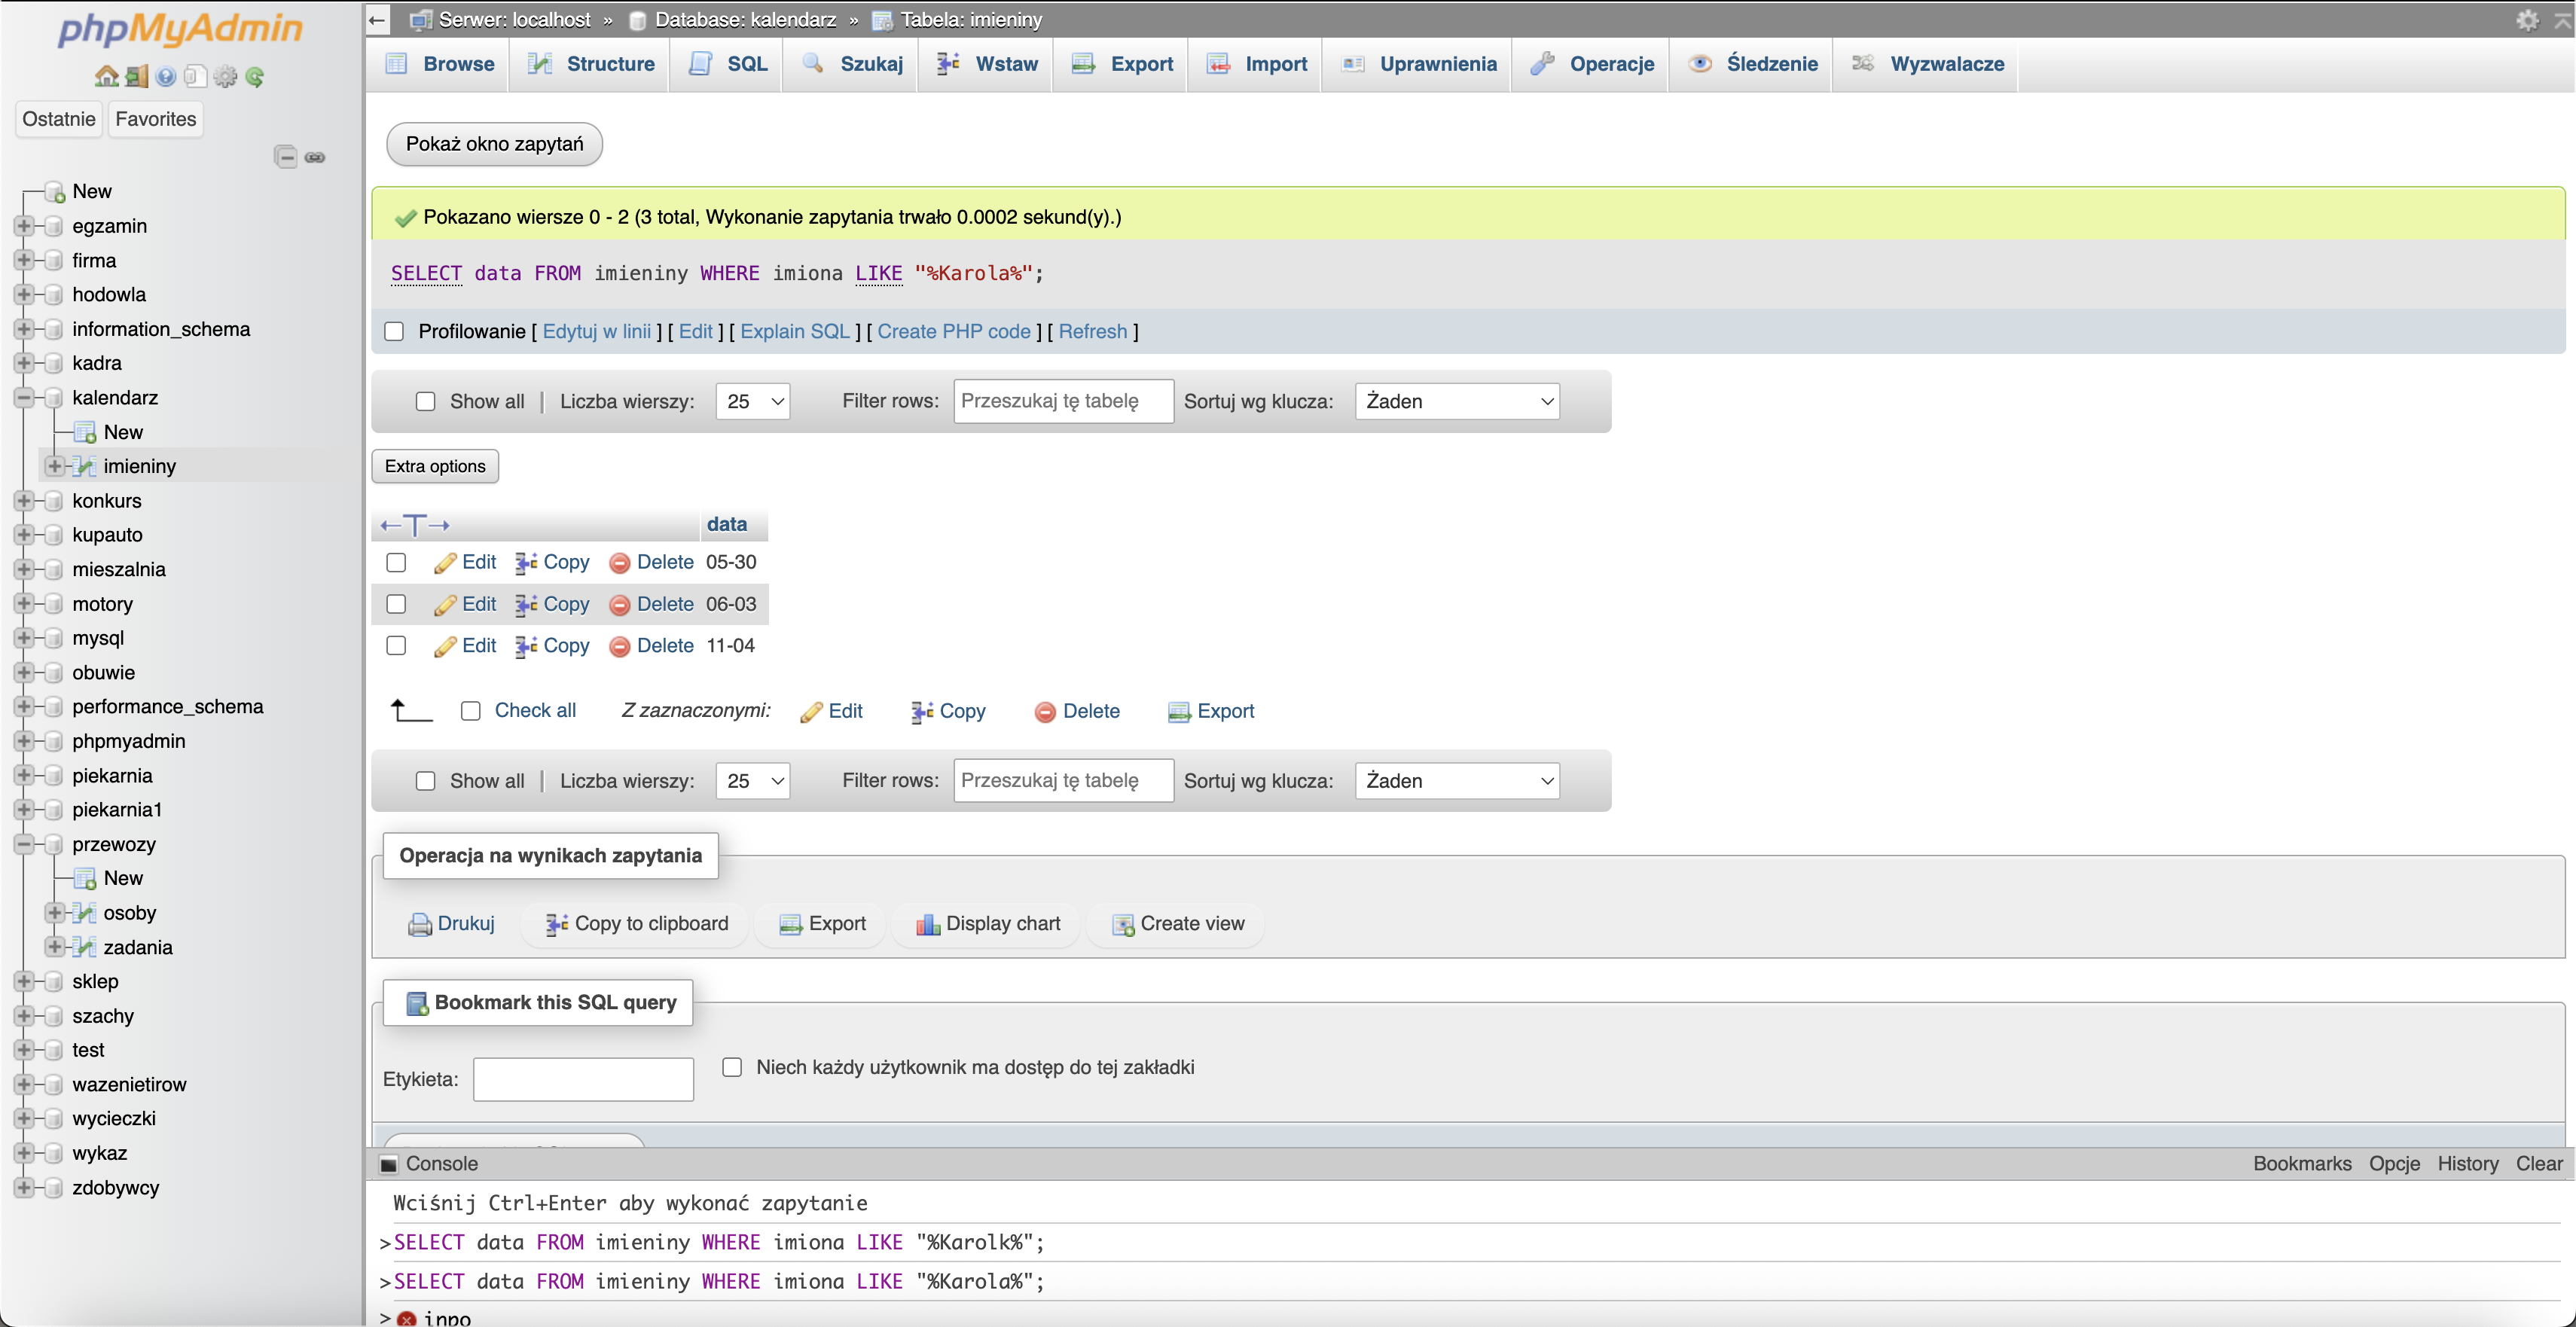 phpMyAdmin
Ostatnie Favorites
New
egzamin
firma
hodowla
information_schema
kadra
kalendarz
New
imieniny
konkurs
kupauto
mieszalnia
motory
mysql
obuwie
performance_schema
phpmyadmin
piekarnia
piekarnia1
przewozy
New
osoby
zadania
sklep
szachy
test
wazenietirow
wycieczki
wykaz
zdobywcy
Serwer: localhost » Database: kalendarz » Tabela: imieniny
Browse Structure SQL Szukaj Wstaw Export Import Uprawnienia Operacje Śledzenie Wyzwalacze
Pokaż okno zapytań
Pokazano wiersze 0 - 2 (3 total, Wykonanie zapytania trwało 0.0002 sekund(y).)
SELECT data FROM imieniny WHERE imiona LIKE "%Karola%";
Profilowanie [ Edytuj w linii ] [ Edit ] [ Explain SQL ] [ Create PHP code ] [ Refresh ]
Show all | Liczba wierszy: 25 Filter rows: Przeszukaj tę tabelę Sortuj wg klucza: Żaden
Extra options
←T→ data
Edit Copy Delete 05-30
Edit Copy Delete 06-03
Edit Copy Delete 11-04
Check all Z zaznaczonymi: Edit Copy Delete Export
Show all | Liczba wierszy: 25 Filter rows: Przeszukaj tę tabelę Sortuj wg klucza: Żaden
Operacja na wynikach zapytania
Drukuj Copy to clipboard Export Display chart Create view
Bookmark this SQL query
Etykieta: Niech każdy użytkownik ma dostęp do tej zakładki
Console Bookmarks Opcje History Clear
Wciśnij Ctrl+Enter aby wykonać zapytanie
>SELECT data FROM imieniny WHERE imiona LIKE "%Karolk%";
>SELECT data FROM imieniny WHERE imiona LIKE "%Karola%";
> inpo